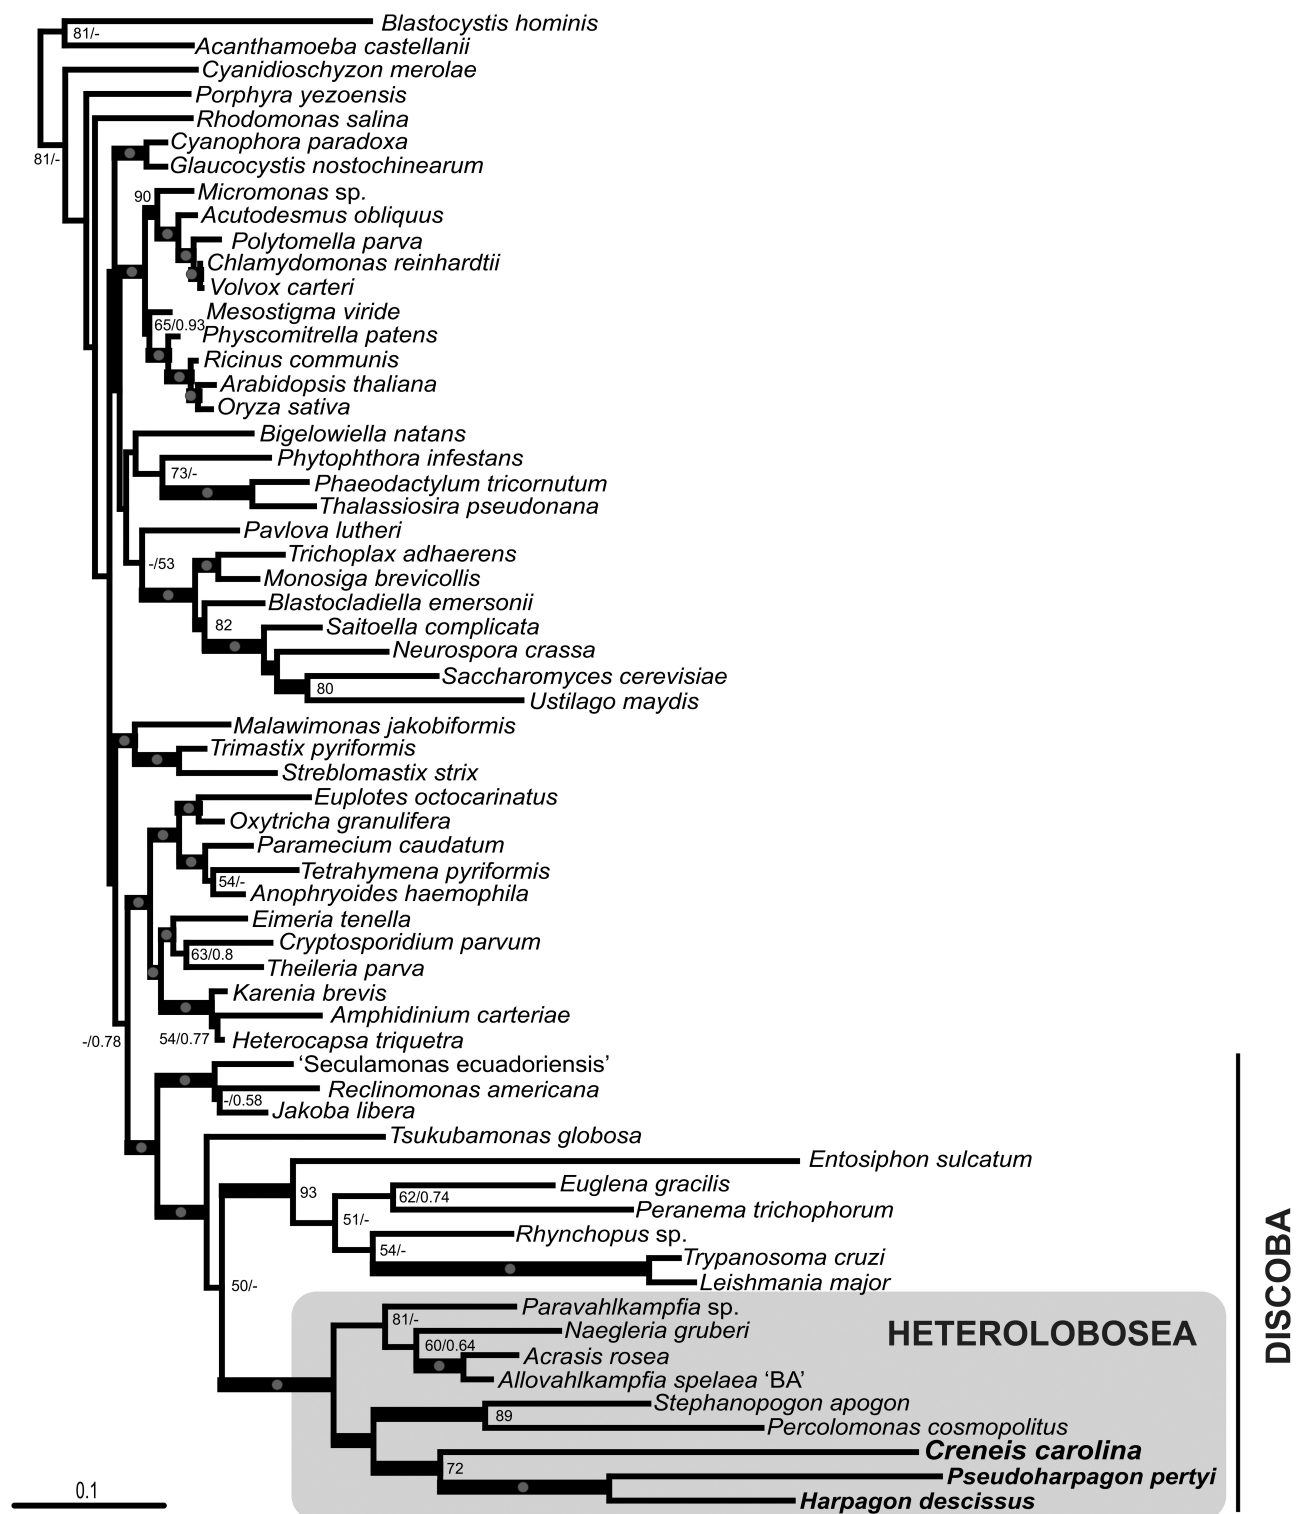 Blastocystis hominis
81/-
Acanthamoeba castellanii
Cyanidioschyzon merolae
Porphyra yezoensis
Rhodomonas salina
Cyanophora paradoxa
81/-
Glaucocystis nostochinearum
90
Micromonas sp.
Acutodesmus obliquus
Polytomella parva
Chlamydomonas reinhardtii
Volvox carteri
Mesostigma viride
65/0.93
Physcomitrella patens
Ricinus communis
Arabidopsis thaliana
Oryza sativa
Bigelowiella natans
Phytophthora infestans
73/-
Phaeodactylum tricornutum
Thalassiosira pseudonana
Pavlova lutheri
-/53
Trichoplax adhaerens
Monosiga brevicollis
Blastocladiella emersonii
82
Saitoella complicata
Neurospora crassa
Saccharomyces cerevisiae
80
Ustilago maydis
Malawimonas jakobiformis
Trimastix pyriformis
Streblomastix strix
Euplotes octocarinatus
Oxytricha granulifera
Paramecium caudatum
Tetrahymena pyriformis
54/-
Anophryoides haemophila
Eimeria tenella
Cryptosporidium parvum
63/0.8
Theileria parva
Karenia brevis
Amphidinium carteriae
-/0.78
54/0.77
Heterocapsa triquetra
‘Seculamonas ecuadoriensis’
Reclinomonas americana
-/0.58
Jakoba libera
Tsukubamonas globosa
Entosiphon sulcatum
93
Euglena gracilis
62/0.74
Peranema trichophorum
51/-
Rhynchopus sp.
54/-
Trypanosoma cruzi
Leishmania major
50/-
DISCOBA
Paravahlkampfia sp.
81/-
Naegleria gruberi
HETEROLOBOSEA
60/0.64
Acrasis rosea
Allovahlkampfia spelaea ‘BA’
Stephanopogon apogon
89
Percolomonas cosmopolitus
Creneis carolina
72
Pseudoharpagon pertyi
Harpagon descissus
0.1